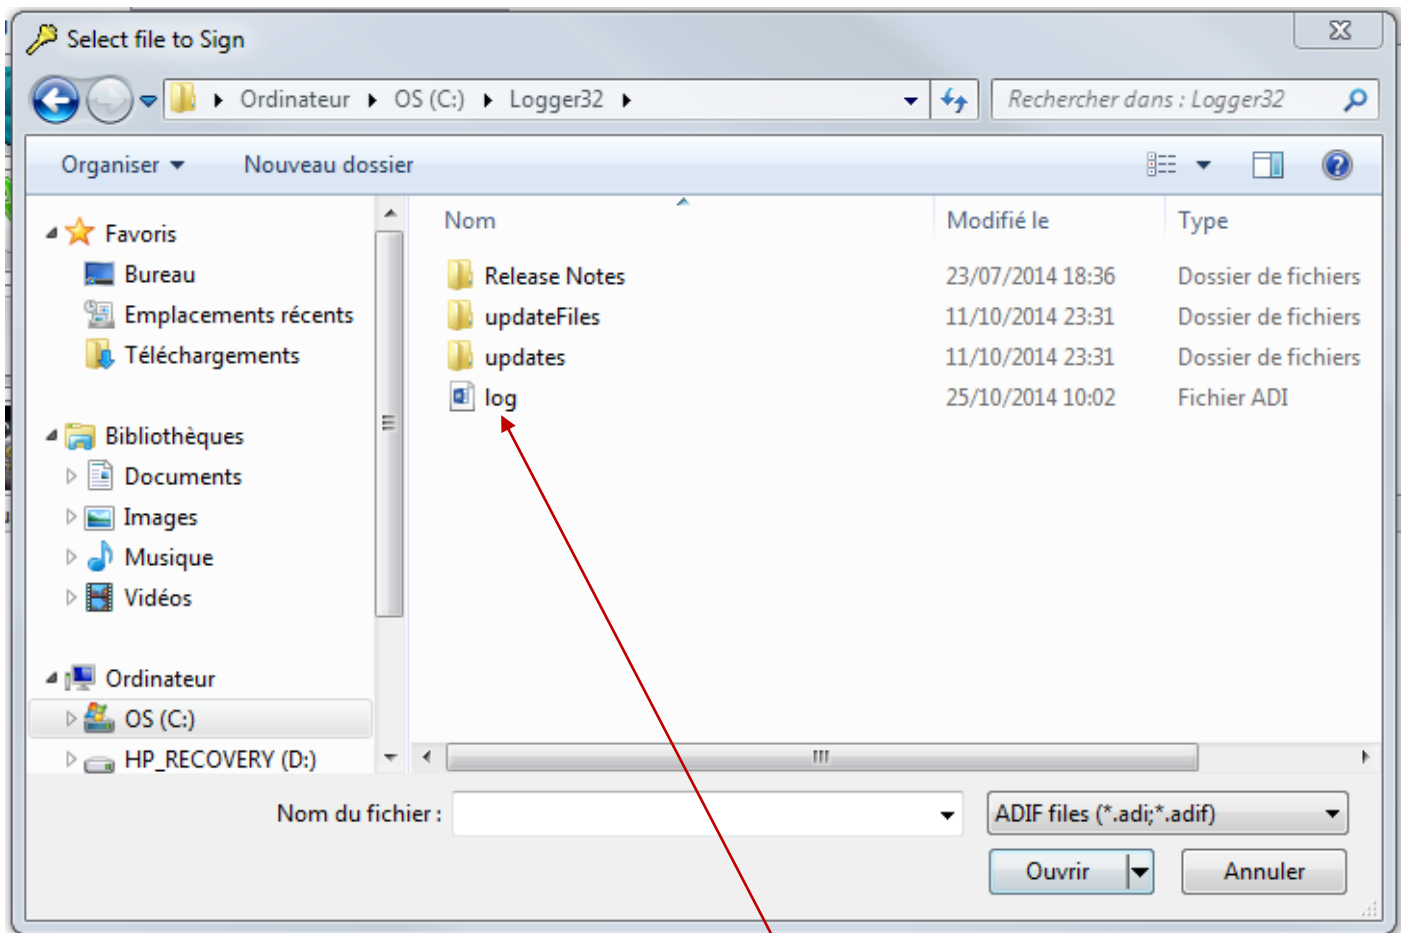 Select file to Sign
Ordinateur OS (C:) Logger32
Rechercher dans : Logger32
Organiser Nouveau dossier
Favoris
Bureau
Emplacements récents
Téléchargements
Bibliothèques
Documents
Images
Musique
Vidéos
Ordinateur
OS (C:)
HP_RECOVERY (D:)
Nom Modifié le Type
Release Notes 23/07/2014 18:36 Dossier de fichiers
updateFiles 11/10/2014 23:31 Dossier de fichiers
updates 11/10/2014 23:31 Dossier de fichiers
log 25/10/2014 10:02 Fichier ADI
Nom du fichier :
ADIF files (*.adi;*.adif)
Ouvrir Annuler